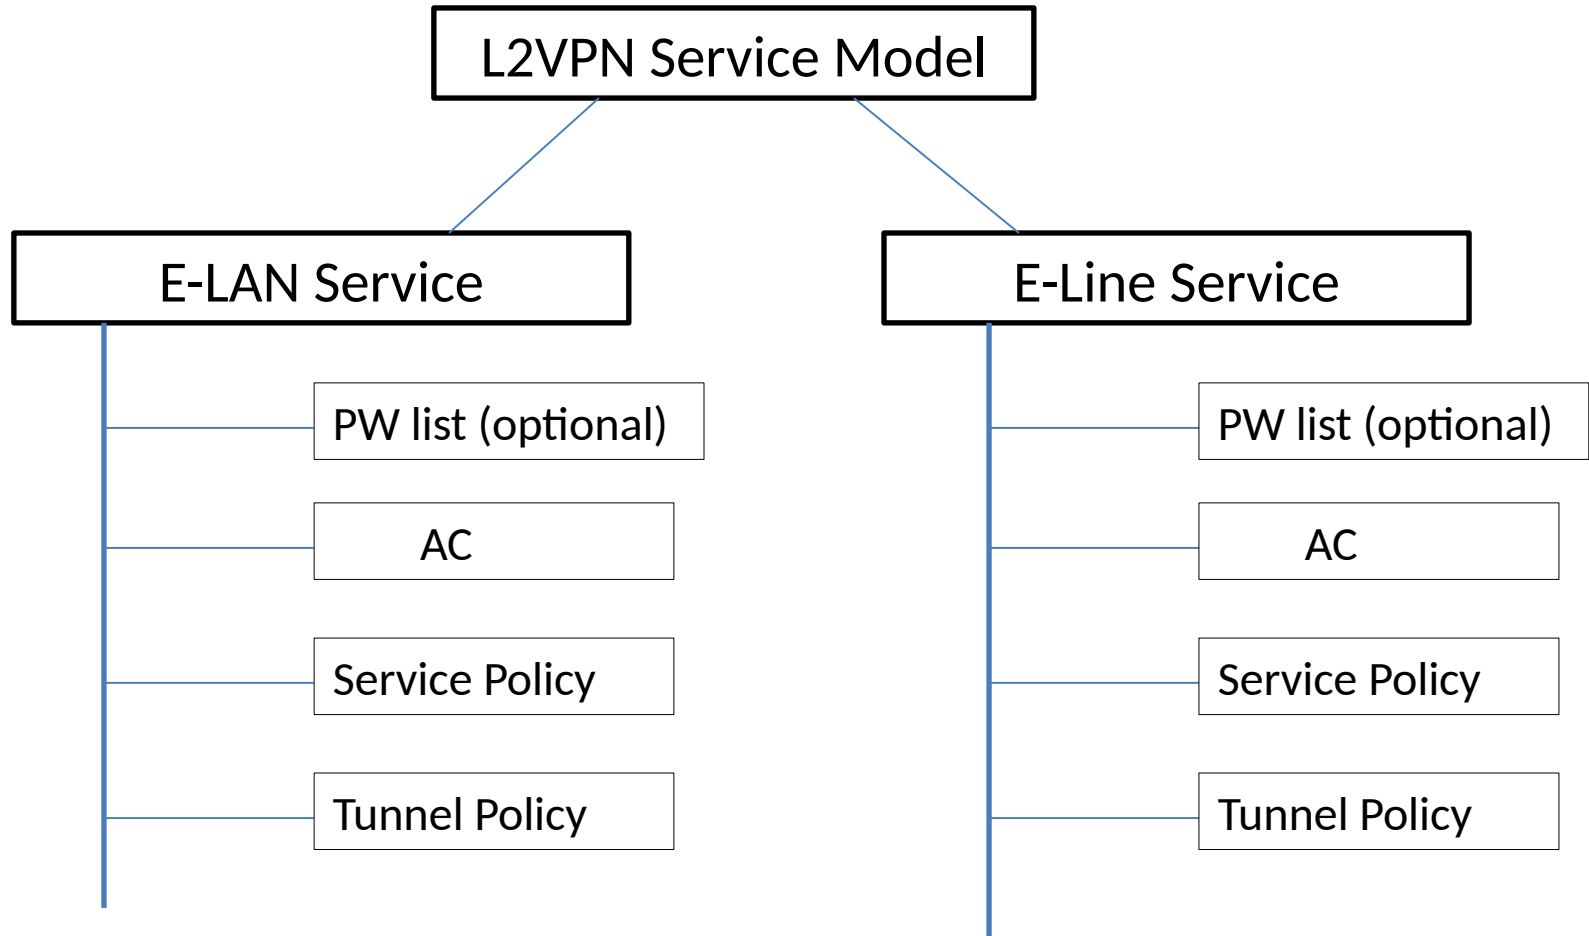 L2VPN Service Model
E-LAN Service
PW list (optional)
AC
Service Policy
Tunnel Policy
E-Line Service
PW list (optional)
AC
Service Policy
Tunnel Policy